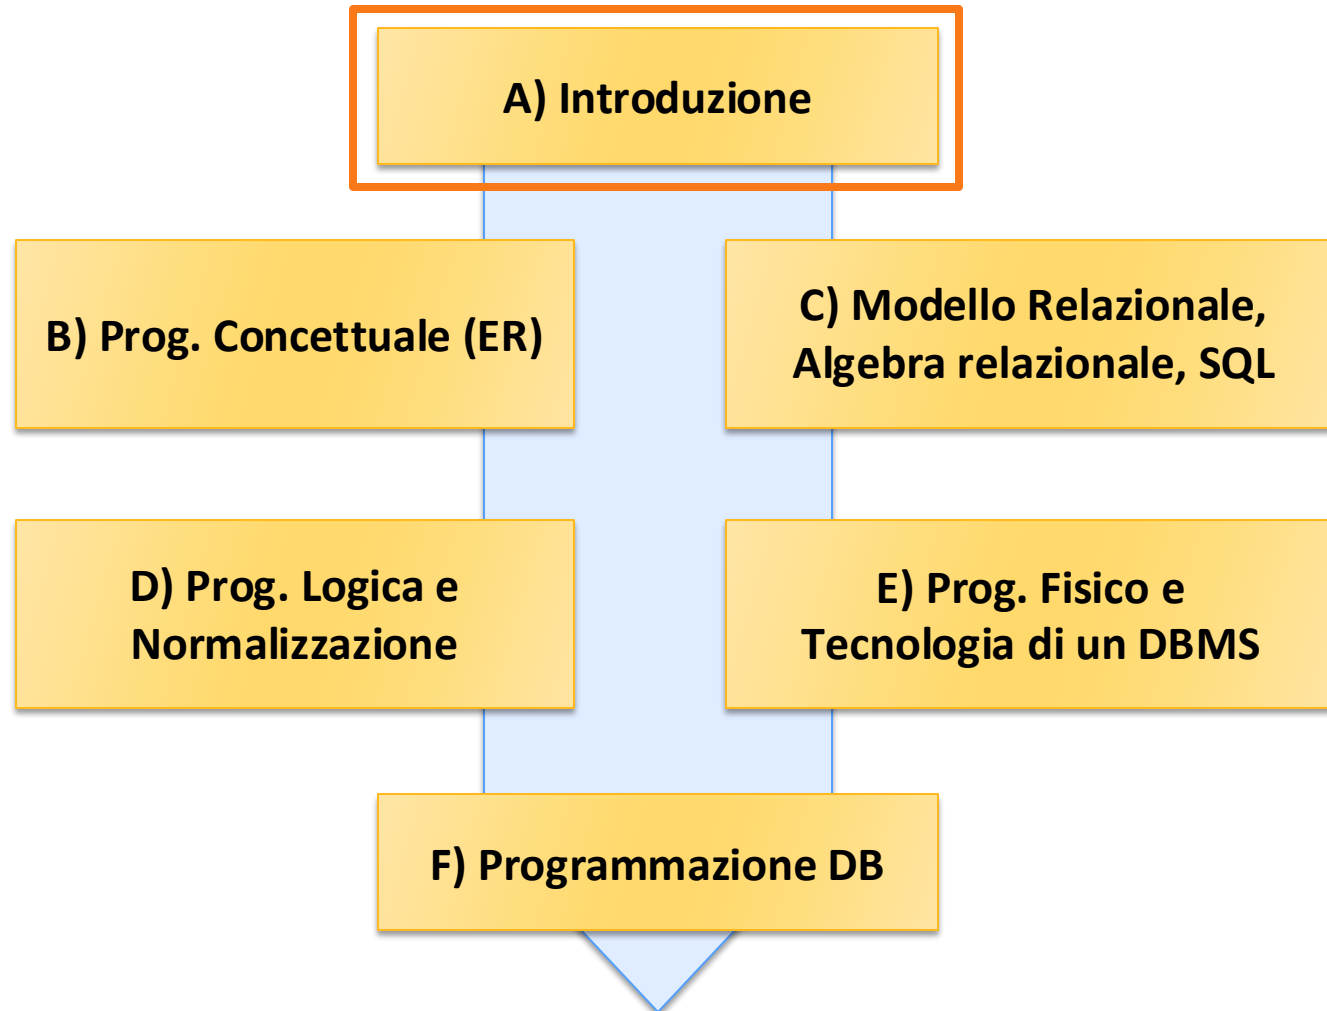 A) Introduzione
B) Prog. Concettuale (ER)
C) Modello Relazionale,
Algebra relazionale, SQL
D) Prog. Logica e
Normalizzazione
E) Prog. Fisico e
Tecnologia di un DBMS
F) Programmazione DB